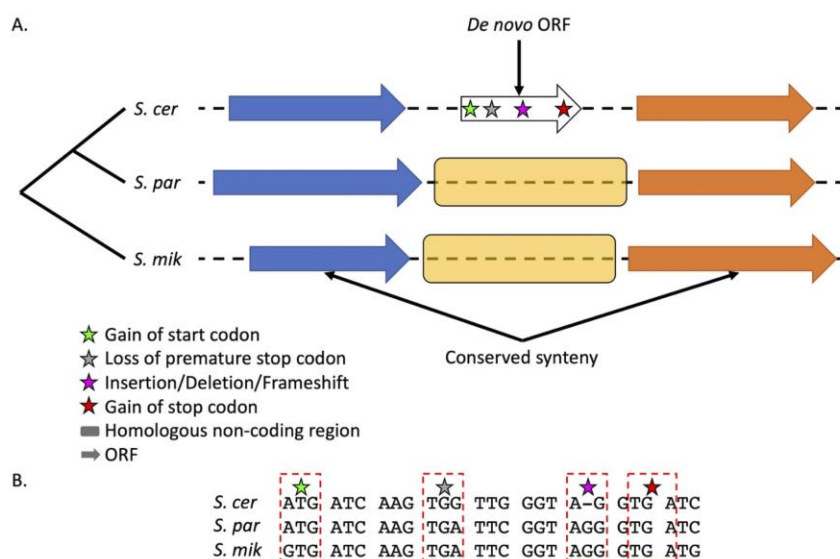 A.
De novo ORF
S. cer
S. par
S. mik
Gain of start codon
Loss of premature stop codon
Insertion/Deletion/Frameshift
Gain of stop codon
Homologous non-coding region
ORF
Conserved synteny
B.
S. cer ATG ATC AAG TGG TTG GGT A-G GTG ATC
S. par ATG ATC AAG TGA TTC GGT AGG GTG ATG
S. mik GTG ATC AAG TGA TTC GGT AGG GTG ATG